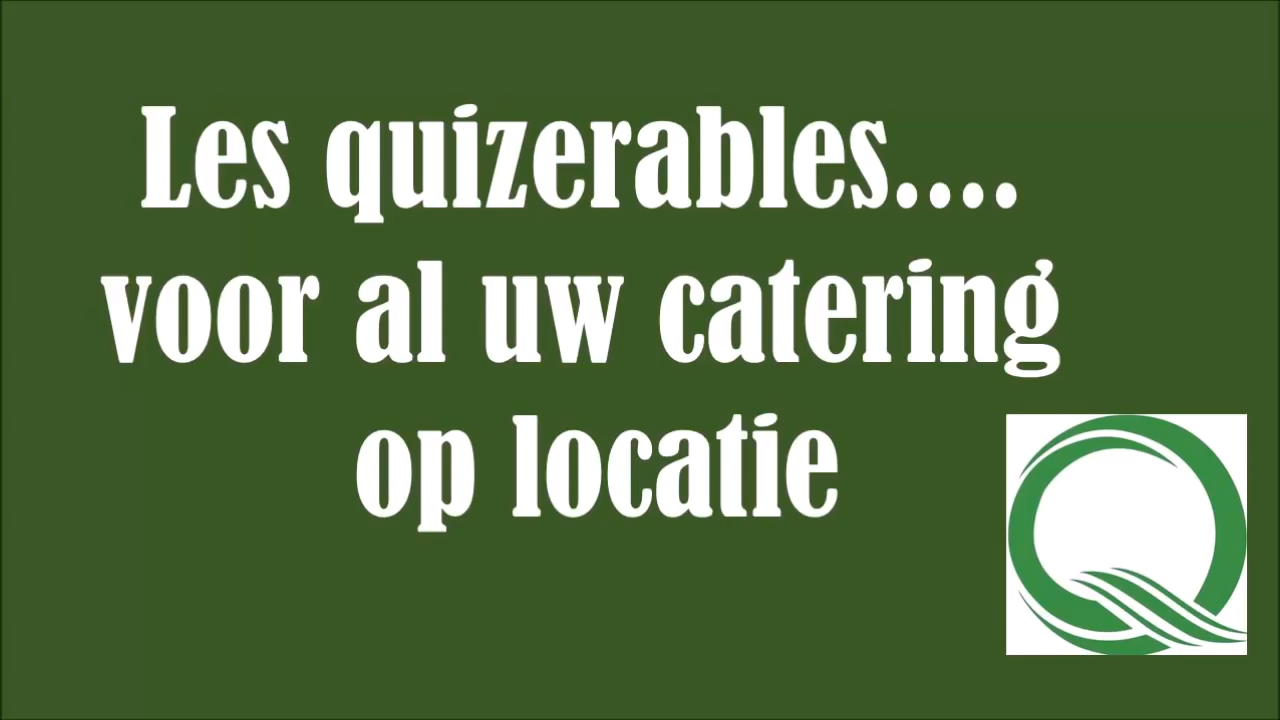 Les quizerables....
voor al uw catering
op locatie